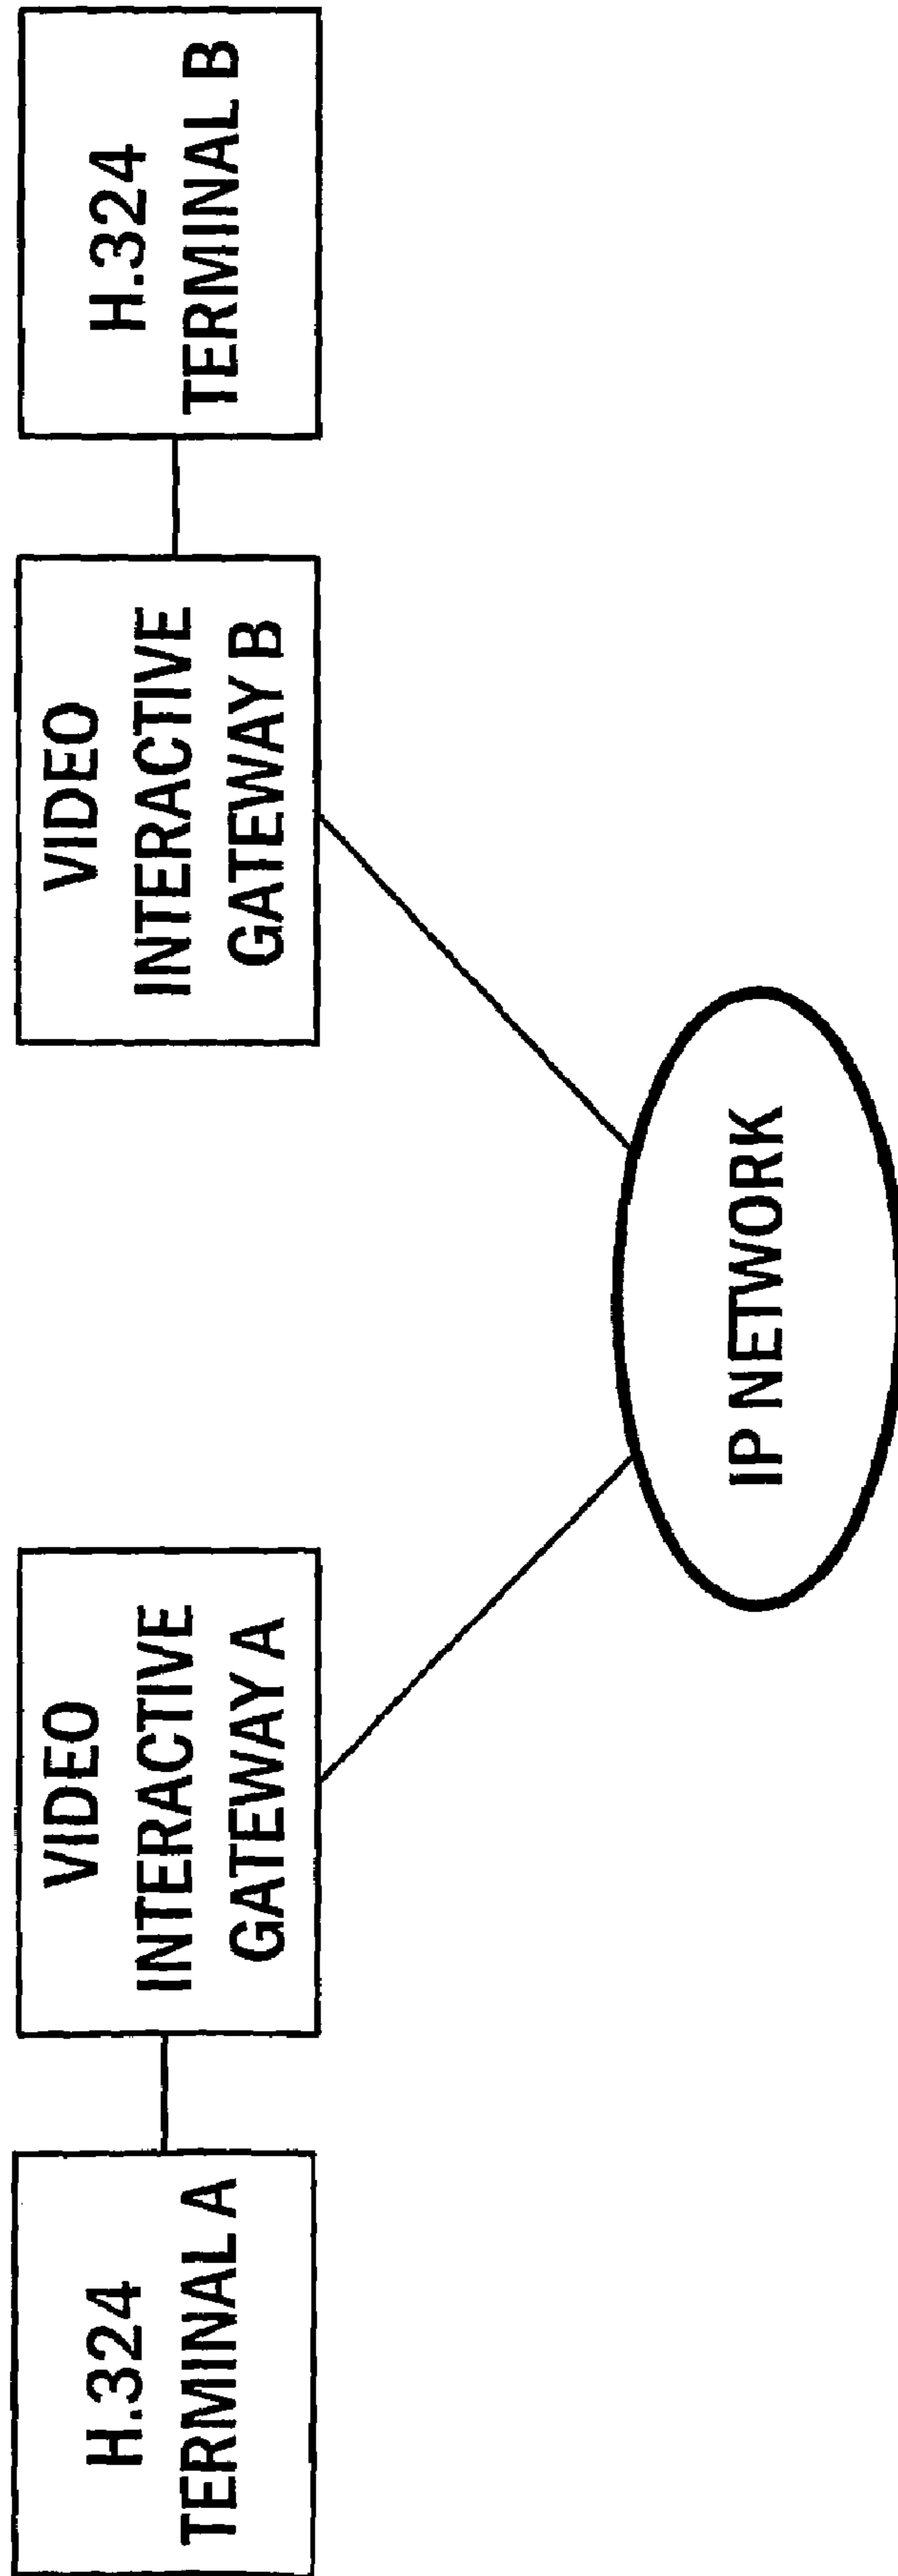 H.324
TERMINAL A
VIDEO
INTERACTIVE
GATEWAY A
IP NETWORK
VIDEO
INTERACTIVE
GATEWAY B
H.324
TERMINAL B